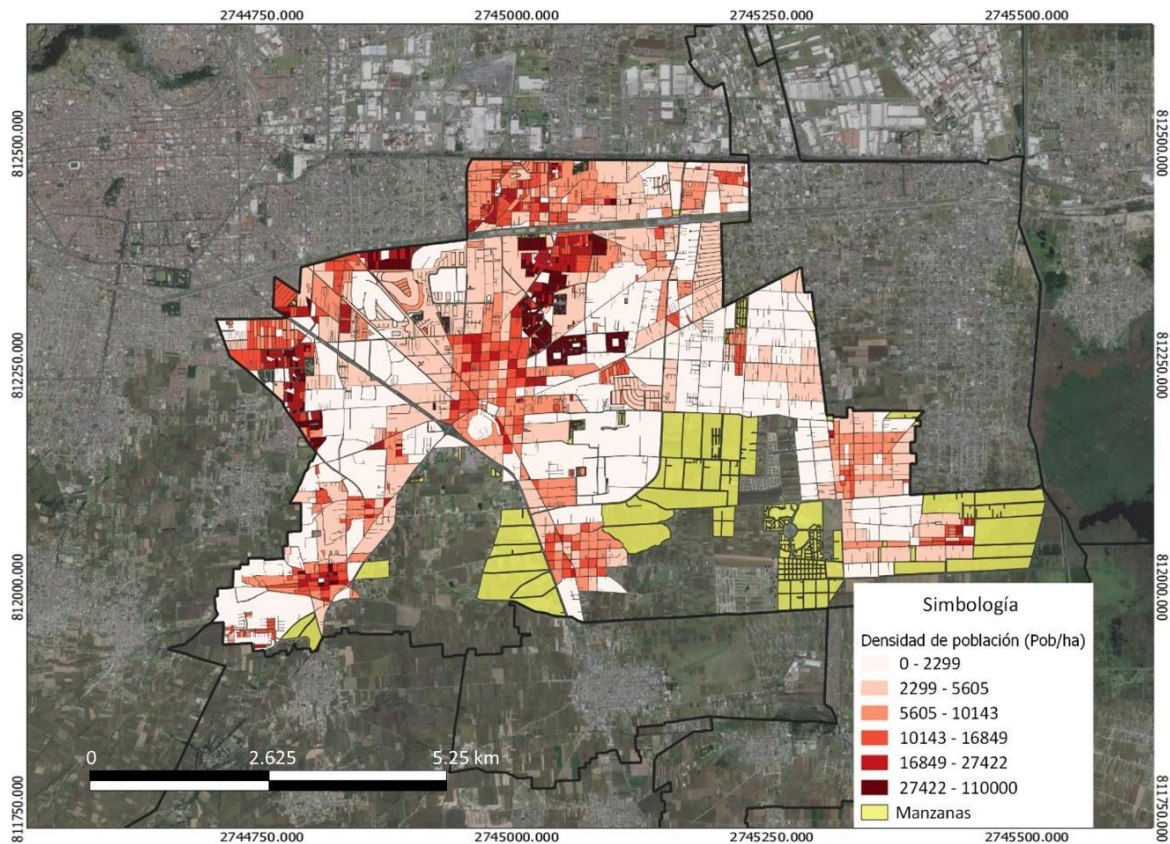 2744750.000 2745000.000 2745250.000 2745500.000
812500.000 812500.000
812250.000 812250.000
812000.000 812000.000
811750.000 811750.000
Simbología
Densidad de población (Pob/ha)
0 - 2299
2299 - 5605
5605 - 10143
10143 - 16849
16849 - 27422
27422 - 110000
Manzanas
0 2.625 5.25 km
2744750.000 2745000.000 2745250.000 2745500.000